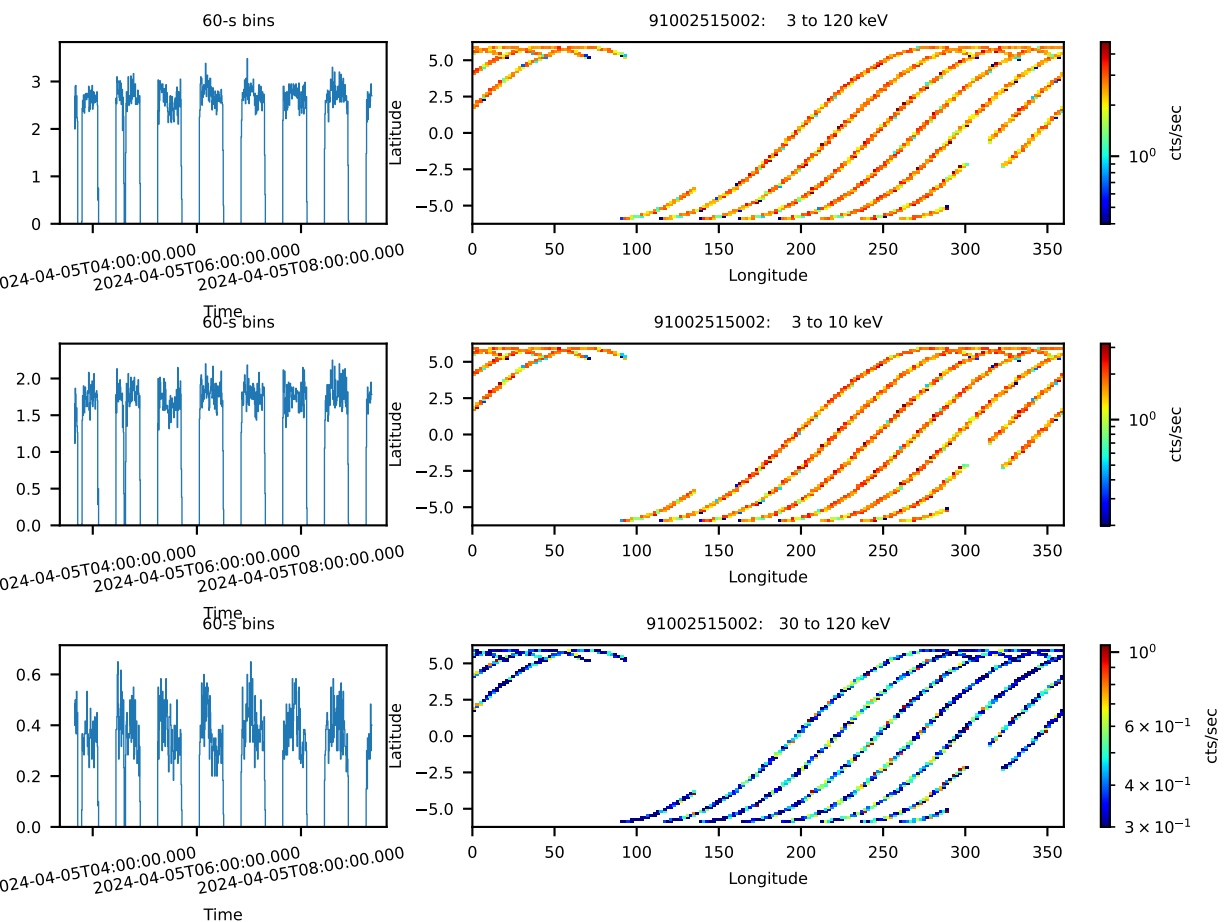 60-s bins
91002515002: 3 to 120 keV
3
2
1
0
Latitude
5.0
2.5
0.0
−2.5
−5.0
10⁰
cts/sec
024-04-05T04:00:00.000
2024-04-05T06:00:00.000
2024-04-05T08:00:00.000
Time
0 50 100 150 200 250 300 350
Longitude
60-s bins
91002515002: 3 to 10 keV
2.0
1.5
1.0
0.5
0.0
Latitude
5.0
2.5
0.0
−2.5
−5.0
10⁰
cts/sec
024-04-05T04:00:00.000
2024-04-05T06:00:00.000
2024-04-05T08:00:00.000
Time
0 50 100 150 200 250 300 350
Longitude
60-s bins
91002515002: 30 to 120 keV
0.6
0.4
0.2
0.0
Latitude
5.0
2.5
0.0
−2.5
−5.0
10⁰
6 × 10⁻¹
4 × 10⁻¹
3 × 10⁻¹
cts/sec
024-04-05T04:00:00.000
2024-04-05T06:00:00.000
2024-04-05T08:00:00.000
Time
0 50 100 150 200 250 300 350
Longitude